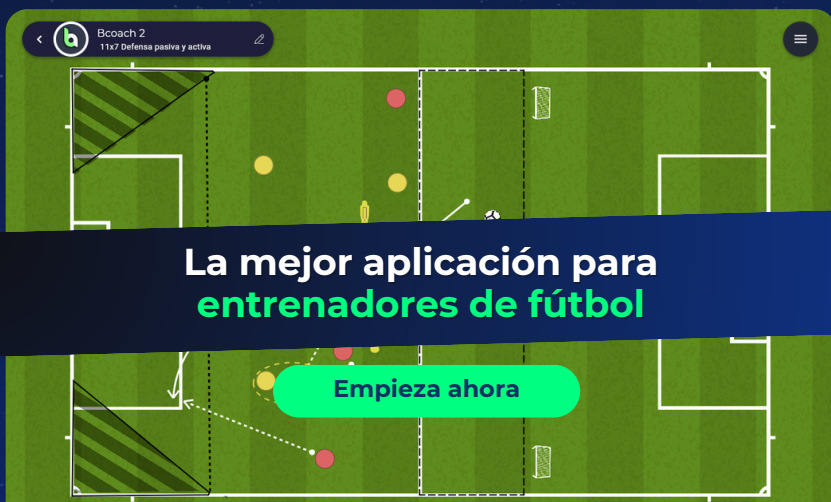 Bcoach 2
11x7 Defensa pasiva y activa
La mejor aplicación para
entrenadores de fútbol
Empieza ahora